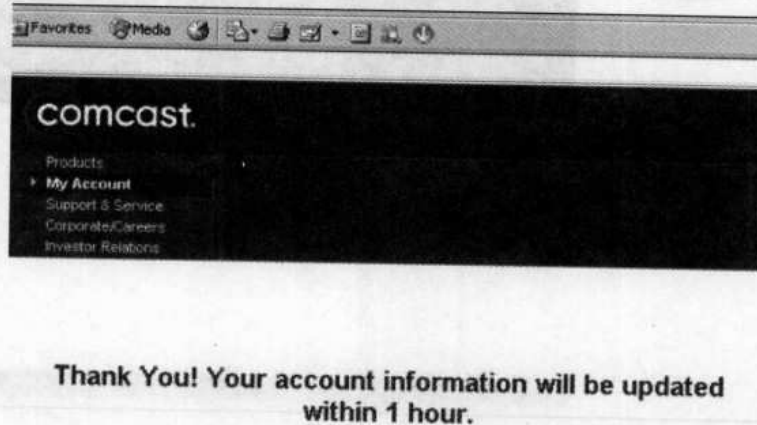 Favorites Media
comcast.
Products
My Account
Support & Service
Corporate/Careers
Investor Relations
Thank You! Your account information will be updated
within 1 hour.